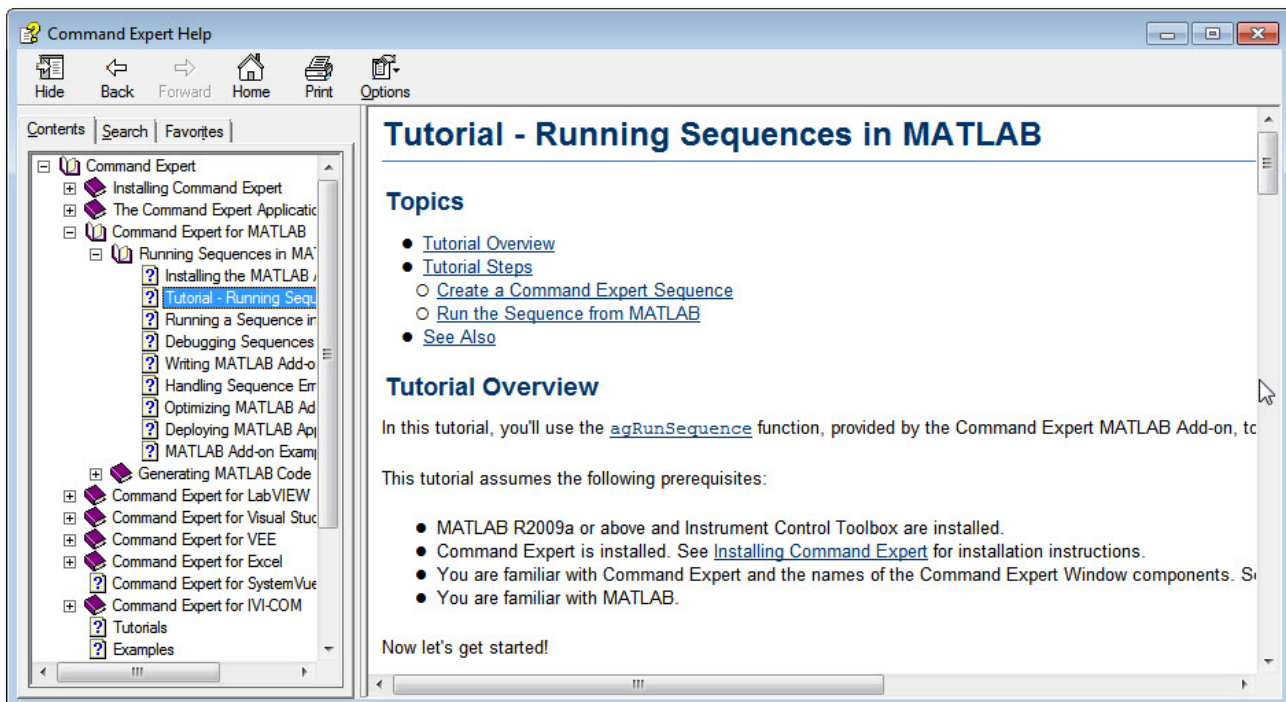 Command Expert Help
Hide Back Forward Home Print Options
Contents Search Favorites
Command Expert
Installing Command Expert
The Command Expert Applicatic
Command Expert for MATLAB
Running Sequences in MA
Installing the MATLAB
Tutorial - Running Sequ
Running a Sequence in
Debugging Sequences
Writing MATLAB Add-o
Handling Sequence Err
Optimizing MATLAB Ad
Deploying MATLAB App
MATLAB Add-on Examp
Generating MATLAB Code
Command Expert for LabVIEW
Command Expert for Visual Stuc
Command Expert for VEE
Command Expert for Excel
Command Expert for SystemVue
Command Expert for IVI-COM
Tutorials
Examples
Tutorial - Running Sequences in MATLAB
Topics
Tutorial Overview
Tutorial Steps
Create a Command Expert Sequence
Run the Sequence from MATLAB
See Also
Tutorial Overview
In this tutorial, you'll use the agRunSequence function, provided by the Command Expert MATLAB Add-on, to
This tutorial assumes the following prerequisites:
MATLAB R2009a or above and Instrument Control Toolbox are installed.
Command Expert is installed. See Installing Command Expert for installation instructions.
You are familiar with Command Expert and the names of the Command Expert Window components. S
You are familiar with MATLAB.
Now let's get started!